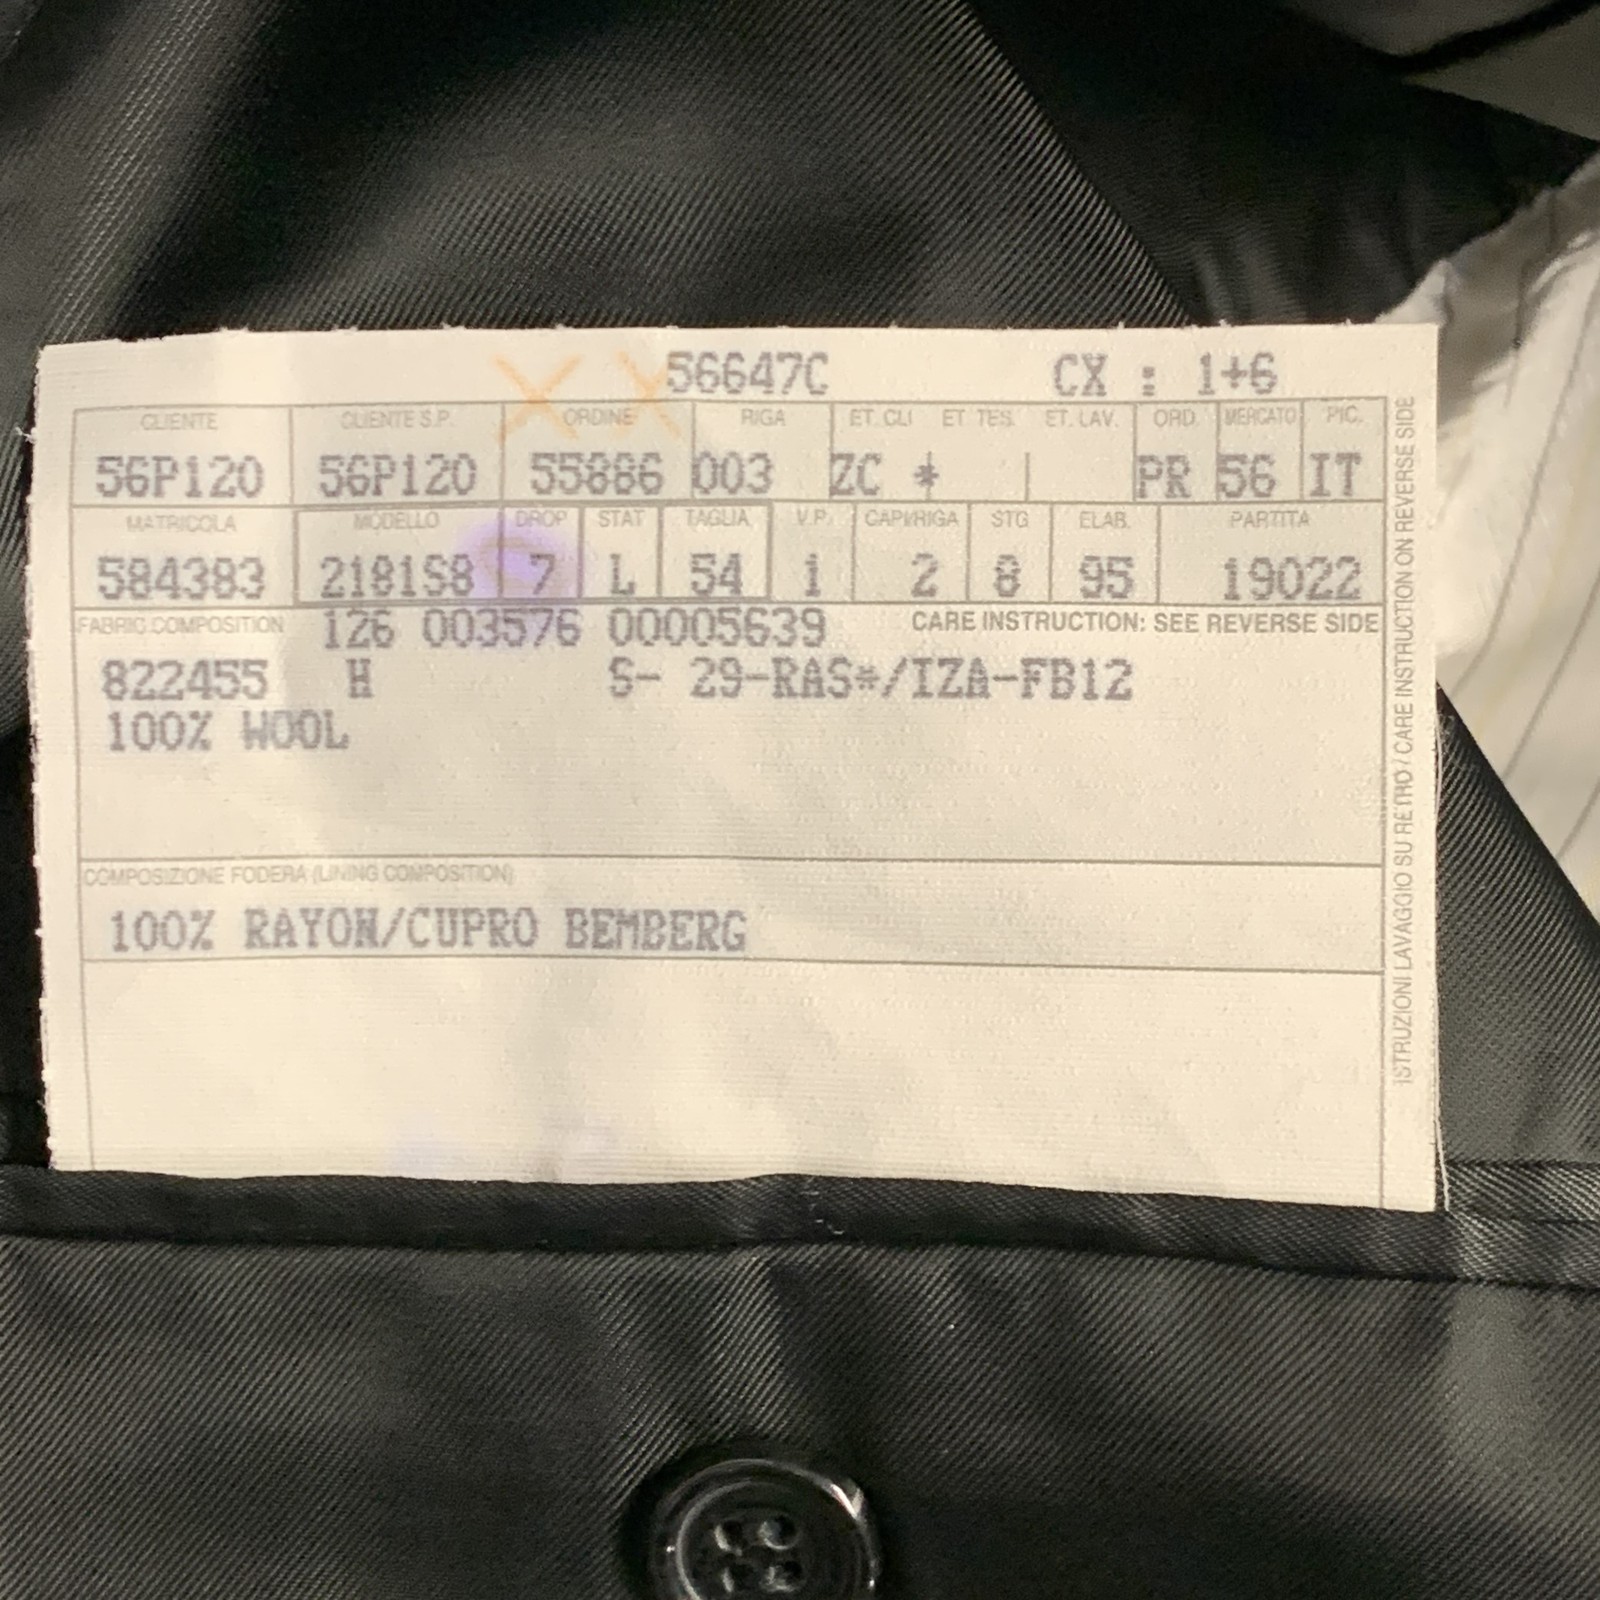 56647C CX : 1+6
CLIENTE CLIENTE S.P. ORDINE RIGA ET. CLI ET TES. ET. LAV. ORD. MERCATO PIC.
56P120 56P120 55886 003 ZC * PR 56 IT
MATRICOLA MODELLO DROP STAT TAGLIA V.P. CAPI/RIGA STG ELAB. PARTITA
584383 2181S8 7 L 54 1 2 8 95 19022
FABRIC COMPOSITION 126 003576 00005639 CARE INSTRUCTION: SEE REVERSE SIDE
822455 H S- 29-RAS*/IZA-FB12
100% WOOL
COMPOSIZIONE FODERA (LINING COMPOSITION)
100% RAYON/CUPRO BEMBERG
ISTRUZIONI LAVAGGIO SU RETRO / CARE INSTRUCTION ON REVERSE SIDE